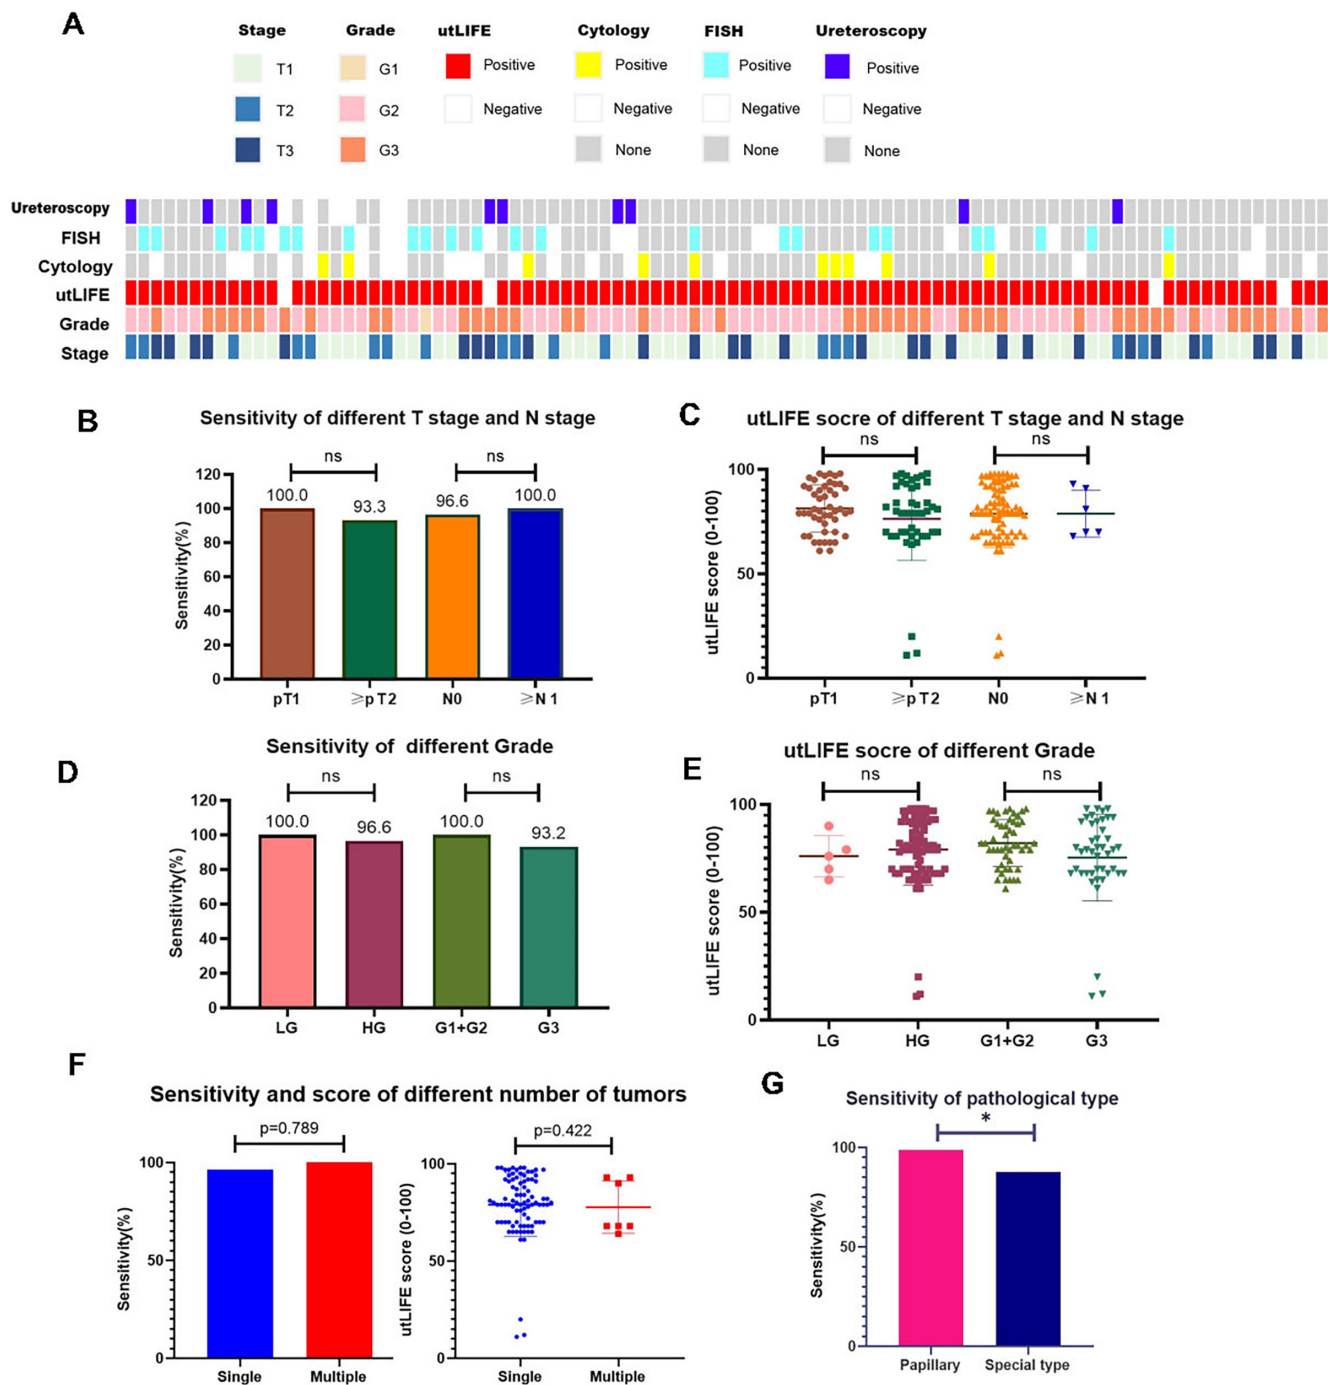 A
Stage Grade utLIFE Cytology FISH Ureteroscopy
T1 G1 Positive Positive Positive Positive
T2 G2 Negative Negative Negative Negative
T3 G3 None None None
Ureteroscopy
FISH
Cytology
utLIFE
Grade
Stage
B
Sensitivity of different T stage and N stage
ns ns
Sensitivity(%)
120
100
80
60
40
20
0
100.0 93.3 96.6 100.0
pT1 ≥pT2 N0 ≥N1
C
utLIFE socre of different T stage and N stage
ns ns
utLIFE score (0-100)
100
50
0
pT1 ≥pT2 N0 ≥N1
D
Sensitivity of different Grade
ns ns
Sensitivity(%)
120
100
80
60
40
20
0
100.0 96.6 100.0 93.2
LG HG G1+G2 G3
E
utLIFE socre of different Grade
ns ns
utLIFE score (0-100)
100
50
0
LG HG G1+G2 G3
F
Sensitivity and score of different number of tumors
p=0.789
Sensitivity(%)
100
50
0
Single Multiple
p=0.422
utLIFE score (0-100)
100
50
0
Single Multiple
G
Sensitivity of pathological type
*
Sensitivity(%)
100
50
0
Papillary Special type